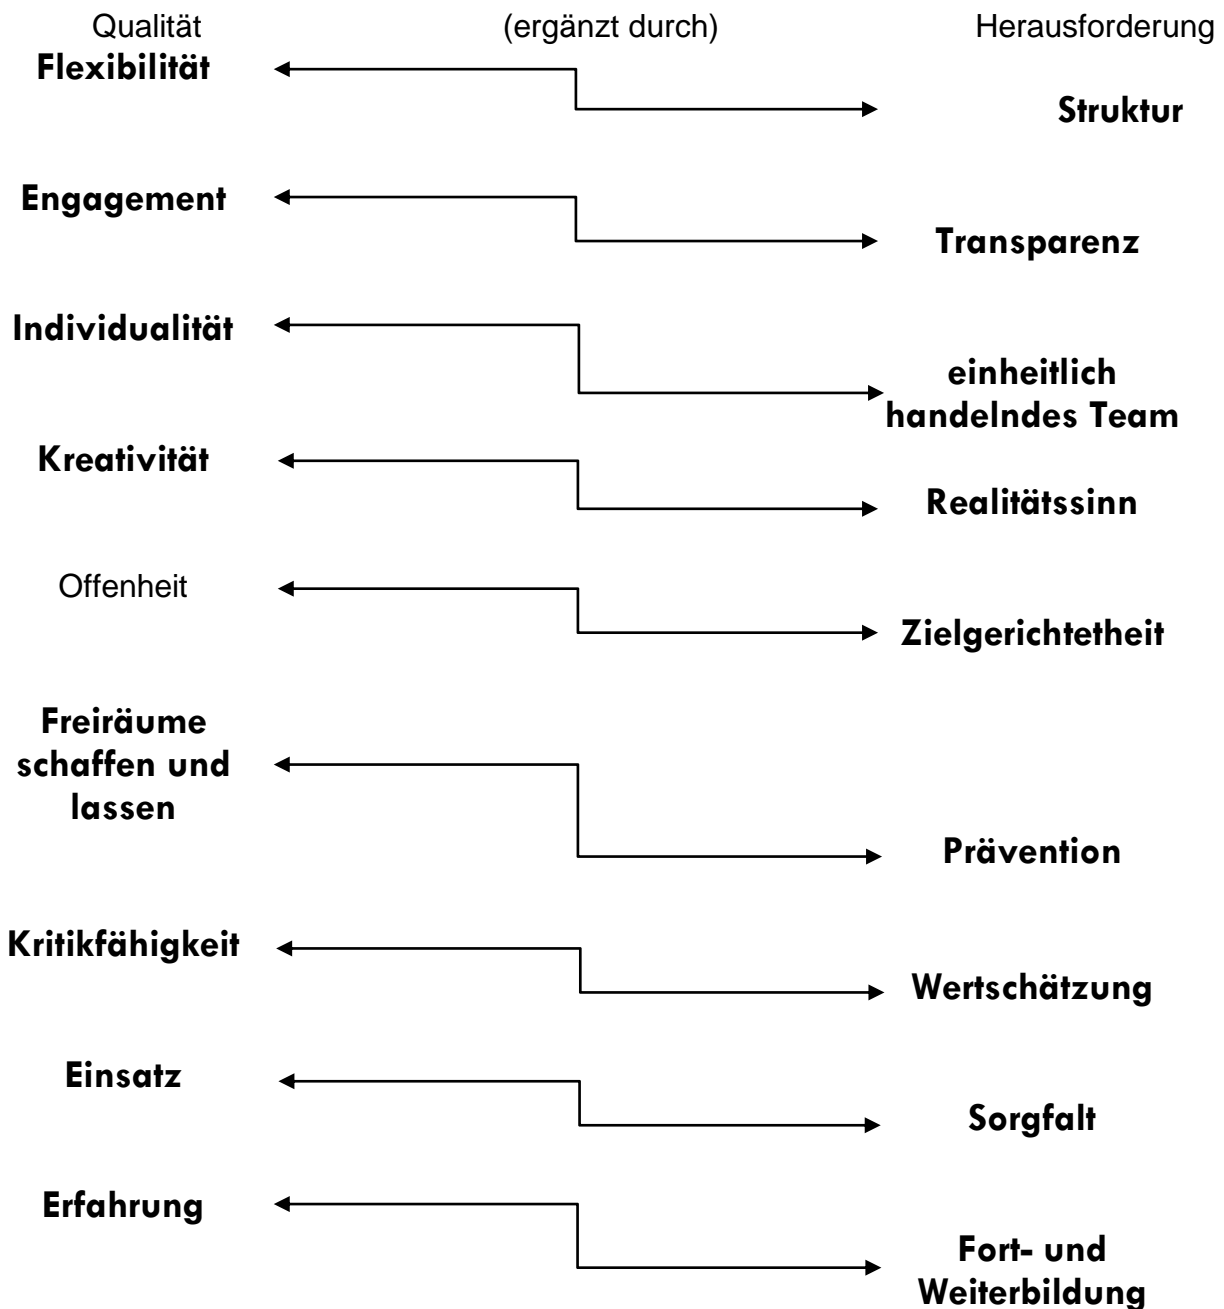 Qualität (ergänzt durch) Herausforderung
Flexibilität
Struktur
Engagement
Transparenz
Individualität
einheitlich
handelndes Team
Kreativität
Realitätssinn
Offenheit
Zielgerichtetheit
Freiräume
schaffen und
lassen
Prävention
Kritikfähigkeit
Wertschätzung
Einsatz
Sorgfalt
Erfahrung
Fort- und
Weiterbildung